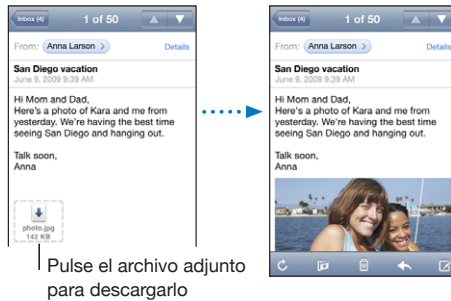 Inbox (4)
1 of 50
From: Anna Larson
Details
San Diego vacation
June 9, 2009 9:39 AM
Hi Mom and Dad,
Here's a photo of Kara and me from
yesterday. We're having the best time
seeing San Diego and hanging out.
Talk soon,
Anna
photo.jpg
142 KB
Pulse el archivo adjunto
para descargarlo
Inbox (4)
1 of 50
From: Anna Larson
Details
San Diego vacation
June 9, 2009 9:39 AM
Hi Mom and Dad,
Here's a photo of Kara and me from
yesterday. We're having the best time
seeing San Diego and hanging out.
Talk soon,
Anna